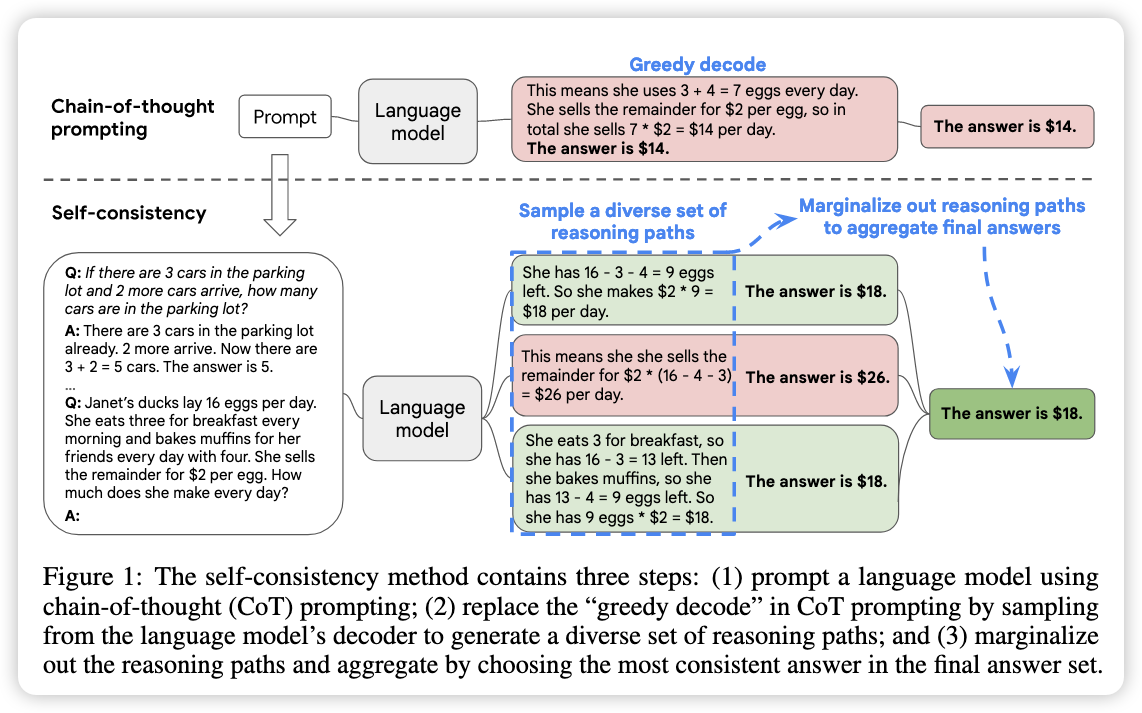 Greedy decode
Chain-of-thought
prompting
Prompt
Language
model
This means she uses 3 + 4 = 7 eggs every day.
She sells the remainder for $2 per egg, so in
total she sells 7 * $2 = $14 per day.
The answer is $14.
The answer is $14.
Self-consistency
Sample a diverse set of
reasoning paths
Marginalize out reasoning paths
to aggregate final answers
Q: If there are 3 cars in the parking
lot and 2 more cars arrive, how many
cars are in the parking lot?
A: There are 3 cars in the parking lot
already. 2 more arrive. Now there are
3 + 2 = 5 cars. The answer is 5.
...
Q: Janet's ducks lay 16 eggs per day.
She eats three for breakfast every
morning and bakes muffins for her
friends every day with four. She sells
the remainder for $2 per egg. How
much does she make every day?
A:
Language
model
She has 16 - 3 - 4 = 9 eggs
left. So she makes $2 * 9 =
$18 per day.
The answer is $18.
This means she she sells the
remainder for $2 * (16 - 4 - 3)
= $26 per day.
The answer is $26.
She eats 3 for breakfast, so
she has 16 - 3 = 13 left. Then
she bakes muffins, so she
has 13 - 4 = 9 eggs left. So
she has 9 eggs * $2 = $18.
The answer is $18.
The answer is $18.
Figure 1: The self-consistency method contains three steps: (1) prompt a language model using
chain-of-thought (CoT) prompting; (2) replace the “greedy decode” in CoT prompting by sampling
from the language model's decoder to generate a diverse set of reasoning paths; and (3) marginalize
out the reasoning paths and aggregate by choosing the most consistent answer in the final answer set.